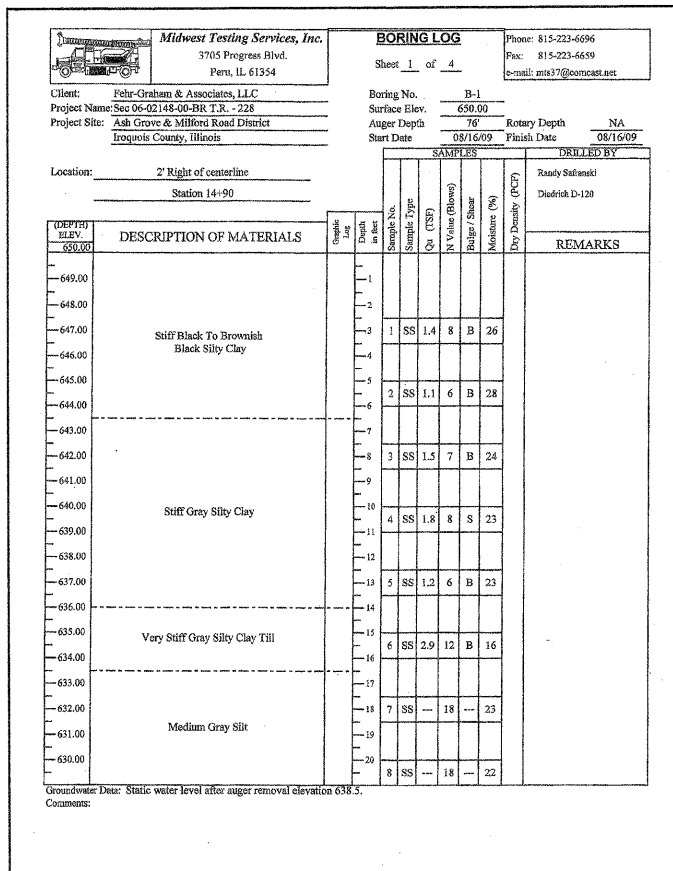 Midwest Testing Services, Inc.
3705 Progress Blvd.
Peru, IL 61354
BORING LOG
Sheet 1 of 4
Phone: 815-223-6696
Fax: 815-223-6659
e-mail: mts37@comcast.net
Client: Fehr-Graham & Associates, LLC
Project Name: Sec 06-02148-00-BR T.R. - 228
Project Site: Ash Grove & Milford Road District
Iroquois County, Illinois
Boring No. B-1
Surface Elev. 650.00
Auger Depth 76' Rotary Depth NA
Start Date 08/16/09 Finish Date 08/16/09
Location: 2' Right of centerline
Station 14+90
SAMPLES
DRILLED BY
Randy Safranski
Diedrich D-120
(DEPTH) ELEV. 650.00
DESCRIPTION OF MATERIALS
Graphic Log
Depth in feet
Sample No.
Sample Type
Qu (TSF)
N Value (Blows)
Bulge / Shear
Moisture (%)
Dry Density (PCF)
REMARKS
649.00 1
648.00 2
647.00 3 1 SS 1.4 8 B 26
Stiff Black To Brownish
Black Silty Clay
646.00 4
645.00 5
2 SS 1.1 6 B 28
644.00 6
643.00 7
642.00 8 3 SS 1.5 7 B 24
641.00 9
640.00 10
Stiff Gray Silty Clay
4 SS 1.8 8 S 23
639.00 11
638.00 12
637.00 13 5 SS 1.2 6 B 23
636.00 14
635.00 15
Very Stiff Gray Silty Clay Till
6 SS 2.9 12 B 16
634.00 16
633.00 17
632.00 18 7 SS --- 18 --- 23
Medium Gray Silt
631.00 19
630.00 20
8 SS --- 18 --- 22
Groundwater Data: Static water level after auger removal elevation 638.5.
Comments: